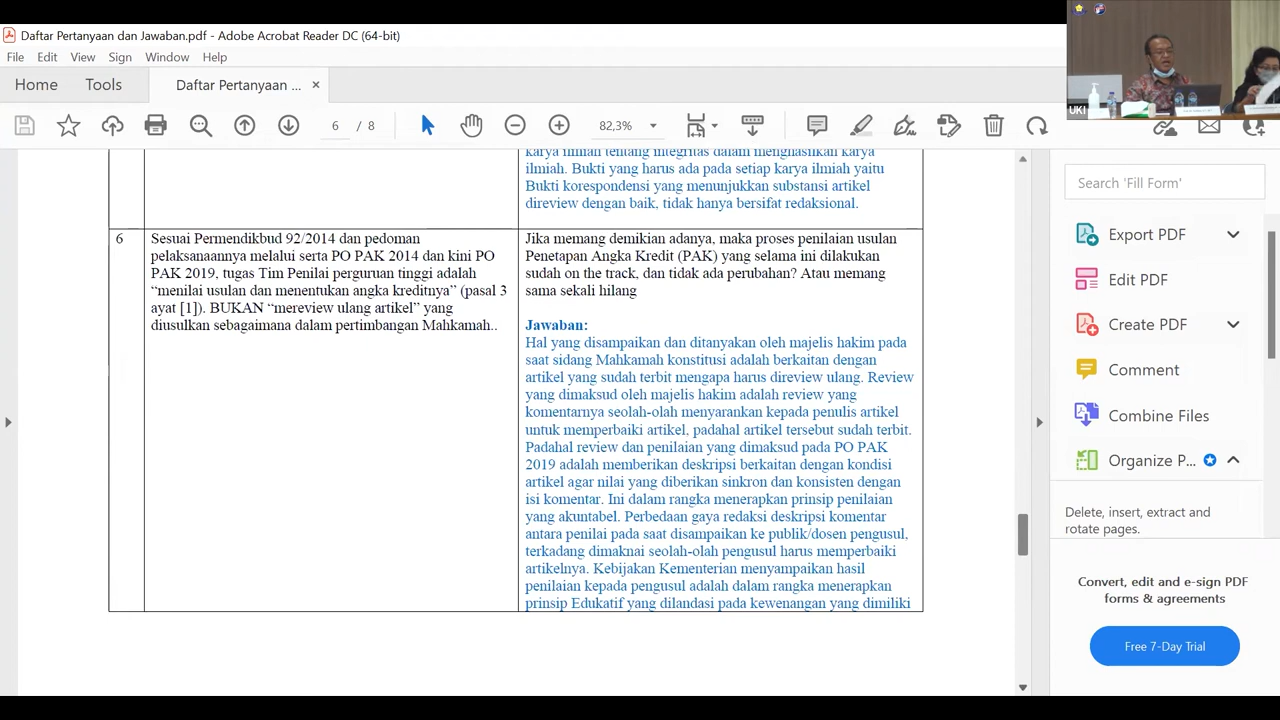 Daftar Pertanyaan dan Jawaban.pdf - Adobe Acrobat Reader DC (64-bit)
File Edit View Sign Window Help
Home Tools Daftar Pertanyaan ... ×
6 / 8 82,3%
UKI
karya ilmiah tentang integritas dalam menghasilkan karya
ilmiah. Bukti yang harus ada pada setiap karya ilmiah yaitu
Bukti korespondensi yang menunjukkan substansi artikel
direview dengan baik, tidak hanya bersifat redaksional.
6
Sesuai Permendikbud 92/2014 dan pedoman
pelaksanaannya melalui serta PO PAK 2014 dan kini PO
PAK 2019, tugas Tim Penilai perguruan tinggi adalah
“menilai usulan dan menentukan angka kreditnya” (pasal 3
ayat [1]). BUKAN “mereview ulang artikel” yang
diusulkan sebagaimana dalam pertimbangan Mahkamah..
Jika memang demikian adanya, maka proses penilaian usulan
Penetapan Angka Kredit (PAK) yang selama ini dilakukan
sudah on the track, dan tidak ada perubahan? Atau memang
sama sekali hilang
Jawaban:
Hal yang disampaikan dan ditanyakan oleh majelis hakim pada
saat sidang Mahkamah konstitusi adalah berkaitan dengan
artikel yang sudah terbit mengapa harus direview ulang. Review
yang dimaksud oleh majelis hakim adalah review yang
komentarnya seolah-olah menyarankan kepada penulis artikel
untuk memperbaiki artikel, padahal artikel tersebut sudah terbit.
Padahal review dan penilaian yang dimaksud pada PO PAK
2019 adalah memberikan deskripsi berkaitan dengan kondisi
artikel agar nilai yang diberikan sinkron dan konsisten dengan
isi komentar. Ini dalam rangka menerapkan prinsip penilaian
yang akuntabel. Perbedaan gaya redaksi deskripsi komentar
antara penilai pada saat disampaikan ke publik/dosen pengusul,
terkadang dimaknai seolah-olah pengusul harus memperbaiki
artikelnya. Kebijakan Kementerian menyampaikan hasil
penilaian kepada pengusul adalah dalam rangka menerapkan
prinsip Edukatif yang dilandasi pada kewenangan yang dimiliki
Search 'Fill Form'
Export PDF
Edit PDF
Create PDF
Comment
Combine Files
Organize P...
Delete, insert, extract and
rotate pages.
Convert, edit and e-sign PDF
forms & agreements
Free 7-Day Trial